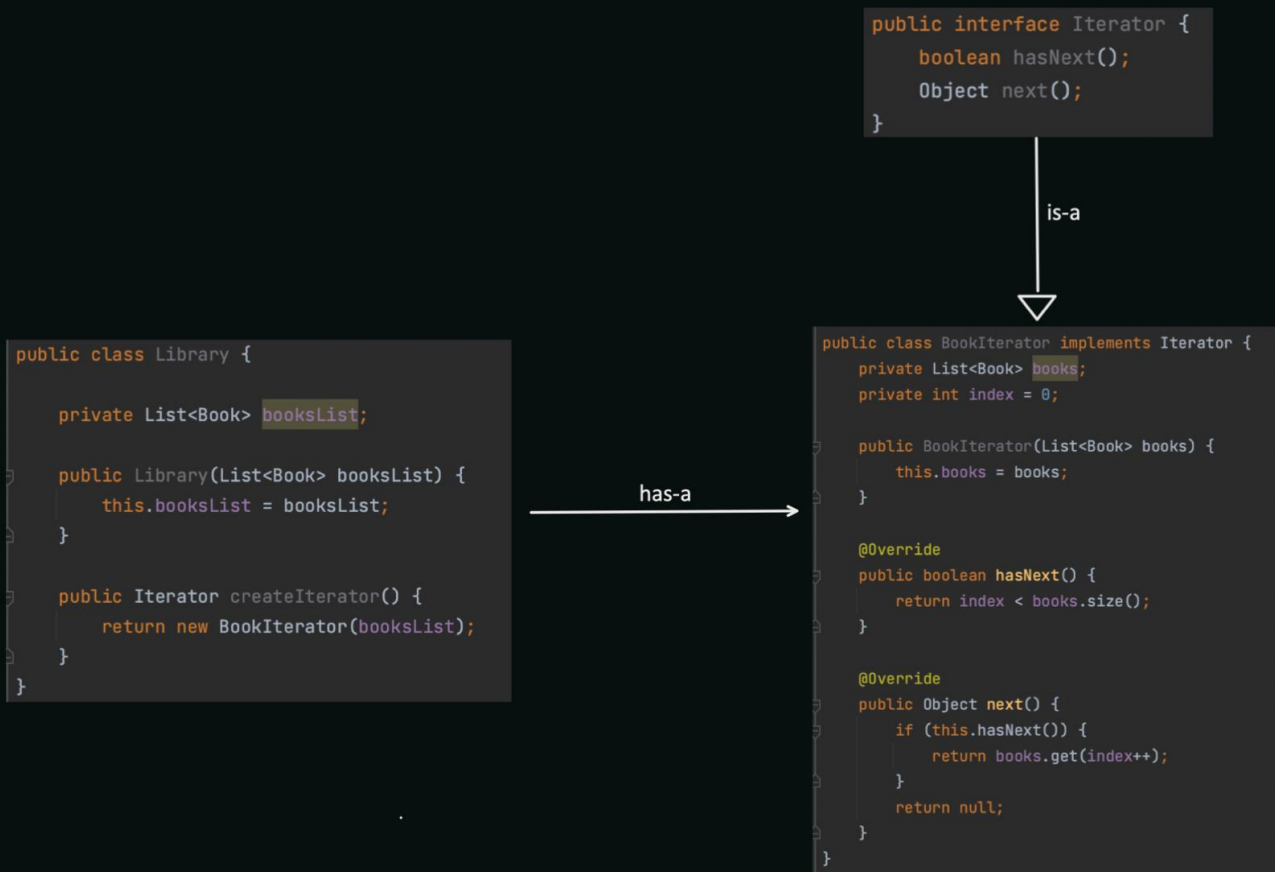 public interface Iterator {
boolean hasNext();
Object next();
}
is-a
public class Library {
private List<Book> booksList;
public Library(List<Book> booksList) {
this.booksList = booksList;
}
public Iterator createIterator() {
return new BookIterator(booksList);
}
}
has-a
public class BookIterator implements Iterator {
private List<Book> books;
private int index = 0;
public BookIterator(List<Book> books) {
this.books = books;
}
@Override
public boolean hasNext() {
return index < books.size();
}
@Override
public Object next() {
if (this.hasNext()) {
return books.get(index++);
}
return null;
}
}